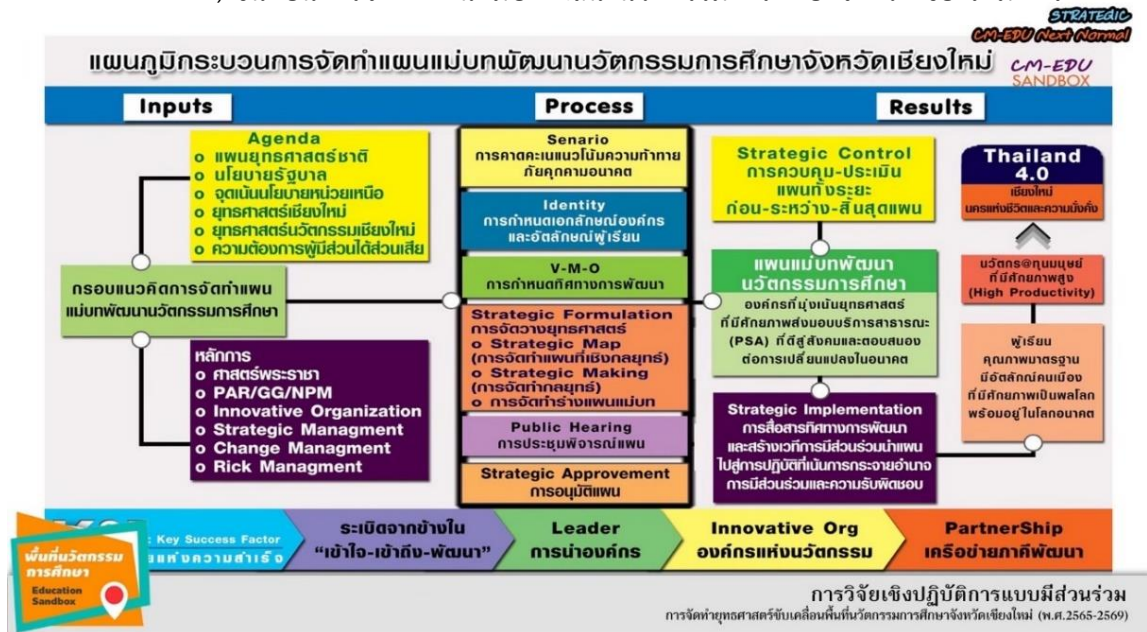 STRATEGIC
CM-EDU Next Normal
แผนภูมิกระบวนการจัดทำแผนแม่บทพัฒนานวัตกรรมการศึกษาจังหวัดเชียงใหม่
CM-EDU
SANDBOX
Inputs
Process
Results
Agenda
o แผนยุทธศาสตร์ชาติ
o นโยบายรัฐบาล
o จุดเน้นนโยบายหน่วยเหนือ
o ยุทธศาสตร์เชียงใหม่
o ยุทธศาสตร์นวัตกรรมเชียงใหม่
o ความต้องการผู้มีส่วนได้ส่วนเสีย
กรอบแนวคิดการจัดทำแผน
แม่บทพัฒนานวัตกรรมการศึกษา
หลักการ
o ศาสตร์พระราชา
o PAR/GG/NPM
o Innovative Organization
o Strategic Managment
o Change Managment
o Rick Managment
Senario
การคาดคะเนแนวโน้มความท้าทาย
ภัยคุกคามอนาคต
Identity
การกำหนดเอกลักษณ์องค์กร
และอัตลักษณ์ผู้เรียน
V-M-O
การกำหนดทิศทางการพัฒนา
Strategic Formulation
การจัดวางยุทธศาสตร์
o Strategic Map
(การจัดทำแผนที่เชิงกลยุทธ์)
o Strategic Making
(การจัดทำกลยุทธ์)
o การจัดทำร่างแผนแม่บท
Public Hearing
การประชุมพิจารณ์แผน
Strategic Approvement
การอนุมัติแผน
Strategic Control
การควบคุม-ประเมิน
แผนทั้งระยะ
ก่อน-ระหว่าง-สิ้นสุดแผน
แผนแม่บทพัฒนา
นวัตกรรมการศึกษา
องค์กรที่มุ่งเน้นยุทธศาสตร์
ที่มีศักยภาพส่งมอบบริการสาธารณะ
(PSA) ที่ดีสู่สังคมและตอบสนอง
ต่อการเปลี่ยนแปลงในอนาคต
Strategic Implementation
การสื่อสารทิศทางการพัฒนา
และสร้างเวทีการมีส่วนร่วมนำแผน
ไปสู่การปฏิบัติที่เน้นการกระจายอำนาจ
การมีส่วนร่วมและความรับผิดชอบ
Thailand
4.0
เชียงใหม่
นครแห่งชีวิตและความมั่งคั่ง
นวัตกร@ทุนมนุษย์
ที่มีศักยภาพสูง
(High Productivity)
ผู้เรียน
คุณภาพมาตรฐาน
มีอัตลักณ์คนเมือง
ที่มีศักยภาพเป็นพลโลก
พร้อมอยู่ในโลกอนาคต
: Key Success Factor
แห่งความสำเร็จ
ระเบิดจากข้างใน
"เข้าใจ-เข้าถึง-พัฒนา"
Leader
การนำองค์กร
Innovative Org
องค์กรแห่งนวัตกรรม
PartnerShip
เครือข่ายภาคีพัฒนา
พื้นที่นวัตกรรม
การศึกษา
Education
Sandbox
การวิจัยเชิงปฏิบัติการแบบมีส่วนร่วม
การจัดทำยุทธศาสตร์ขับเคลื่อนพื้นที่นวัตกรรมการศึกษาจังหวัดเชียงใหม่ (พ.ศ.2565-2569)